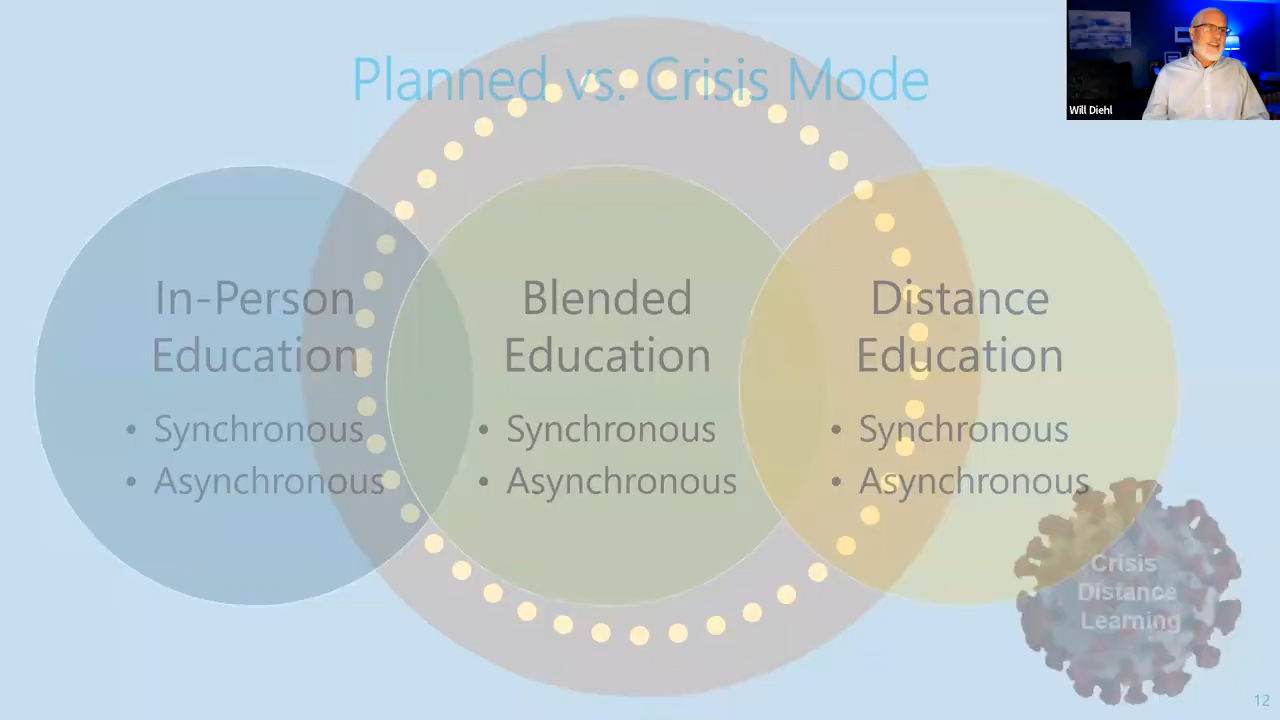 Planned vs. Crisis Mode
Will Diehl
In-Person
Education
• Synchronous
• Asynchronous
Blended
Education
• Synchronous
• Asynchronous
Distance
Education
• Synchronous
• Asynchronous
Crisis
Distance
Learning
12